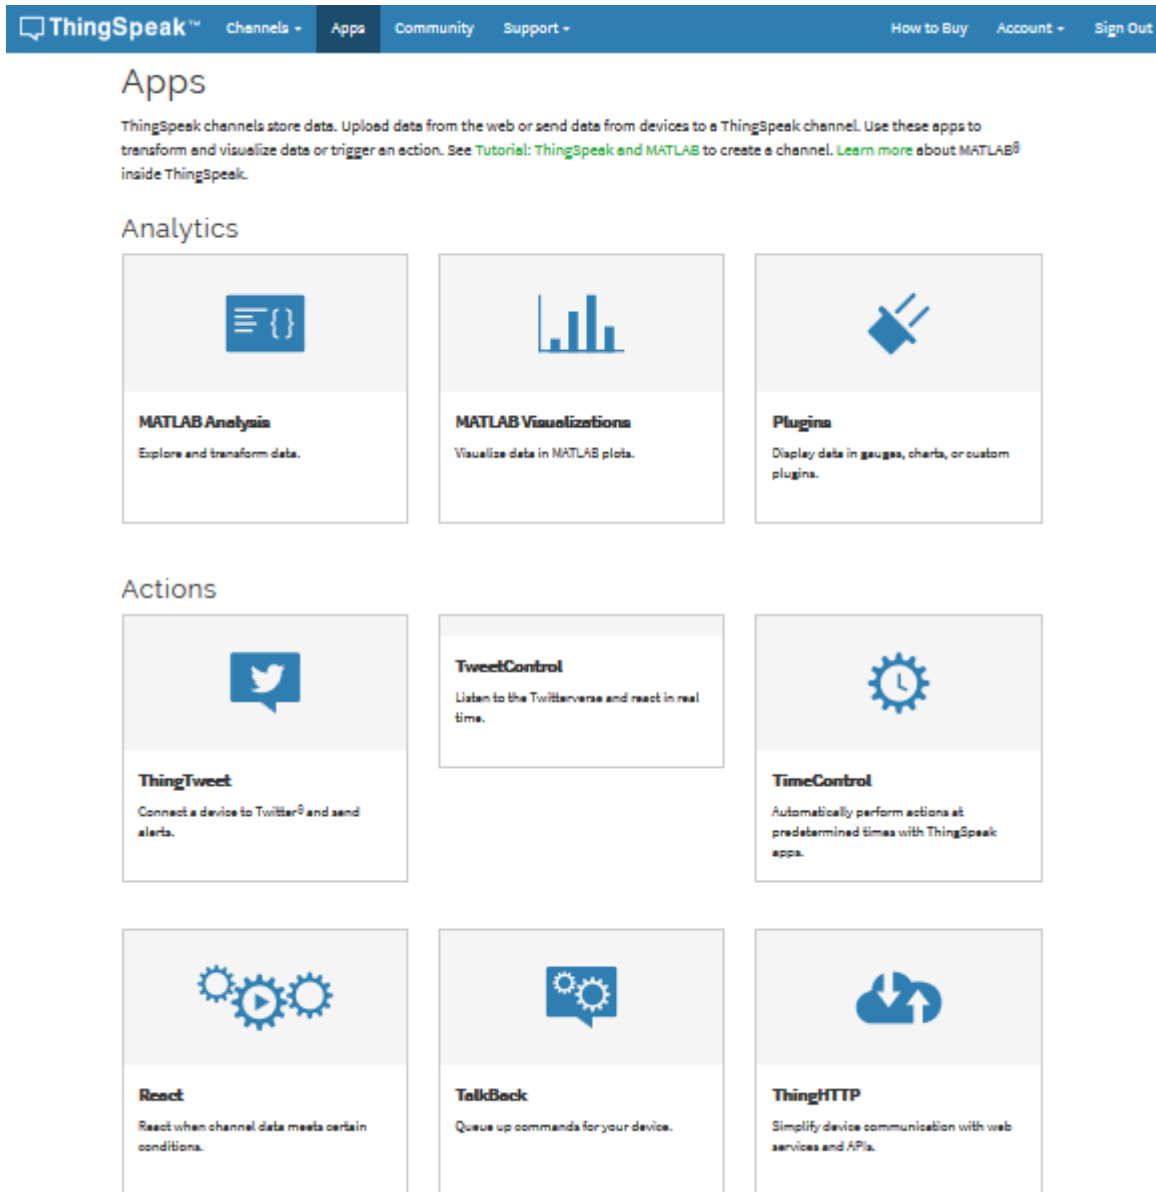 ThingSpeak™ Channels Apps Community Support How to Buy Account Sign Out
Apps
ThingSpeak channels store data. Upload data from the web or send data from devices to a ThingSpeak channel. Use these apps to
transform and visualize data or trigger an action. See Tutorial: ThingSpeak and MATLAB to create a channel. Learn more about MATLAB®
inside ThingSpeak.
Analytics
MATLAB Analysis
Explore and transform data.
MATLAB Visualizations
Visualize data in MATLAB plots.
Plugins
Display data in gauges, charts, or custom
plugins.
Actions
ThingTweet
Connect a device to Twitter® and send
alerts.
TweetControl
Listen to the Twitterverse and react in real
time.
TimeControl
Automatically perform actions at
predetermined times with ThingSpeak
apps.
React
React when channel data meets certain
conditions.
TalkBack
Queue up commands for your device.
ThingHTTP
Simplify device communication with web
services and APIs.